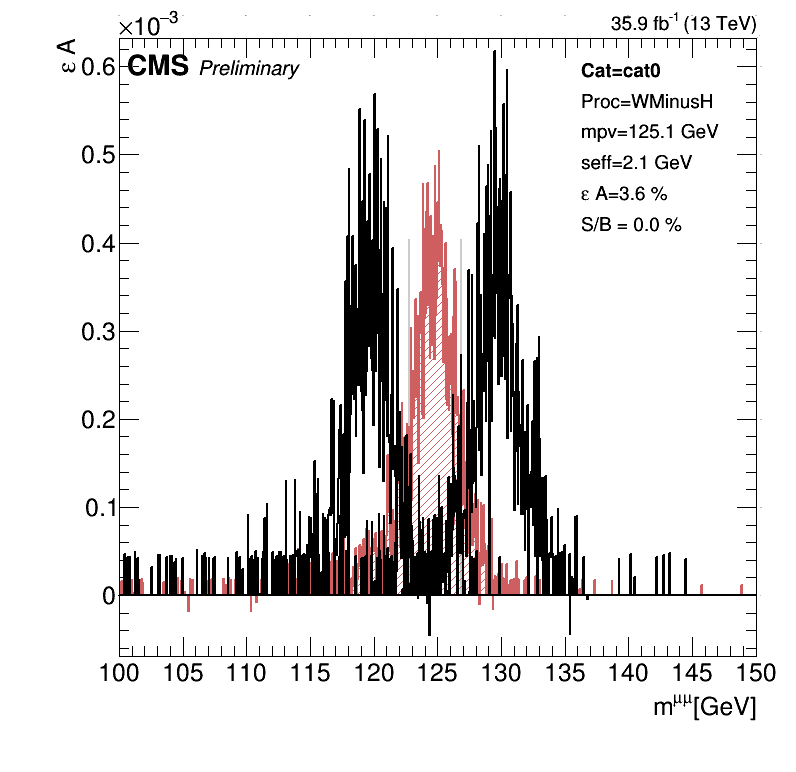 ×10⁻³
35.9 fb⁻¹ (13 TeV)
ε A
CMS Preliminary
Cat=cat0
Proc=WMinusH
mpv=125.1 GeV
seff=2.1 GeV
ε A=3.6 %
S/B = 0.0 %
0.6
0.5
0.4
0.3
0.2
0.1
0
100 105 110 115 120 125 130 135 140 145 150
m^μμ[GeV]